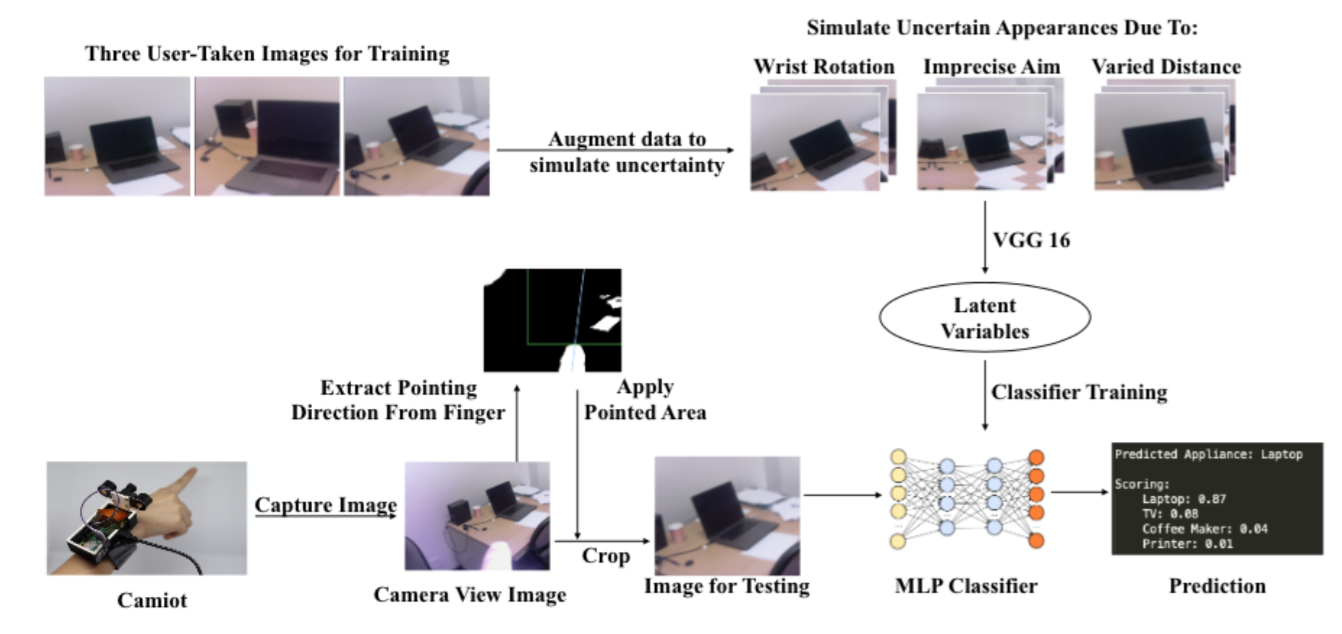 Simulate Uncertain Appearances Due To:
Three User-Taken Images for Training
Wrist Rotation
Imprecise Aim
Varied Distance
Augment data to
simulate uncertainty
VGG 16
Latent
Variables
Classifier Training
Extract Pointing
Direction From Finger
Apply
Pointed Area
Capture Image
Crop
Camiot
Camera View Image
Image for Testing
MLP Classifier
Predicted Appliance: Laptop
Scoring:
Laptop: 0.87
TV: 0.08
Coffee Maker: 0.04
Printer: 0.01
Prediction